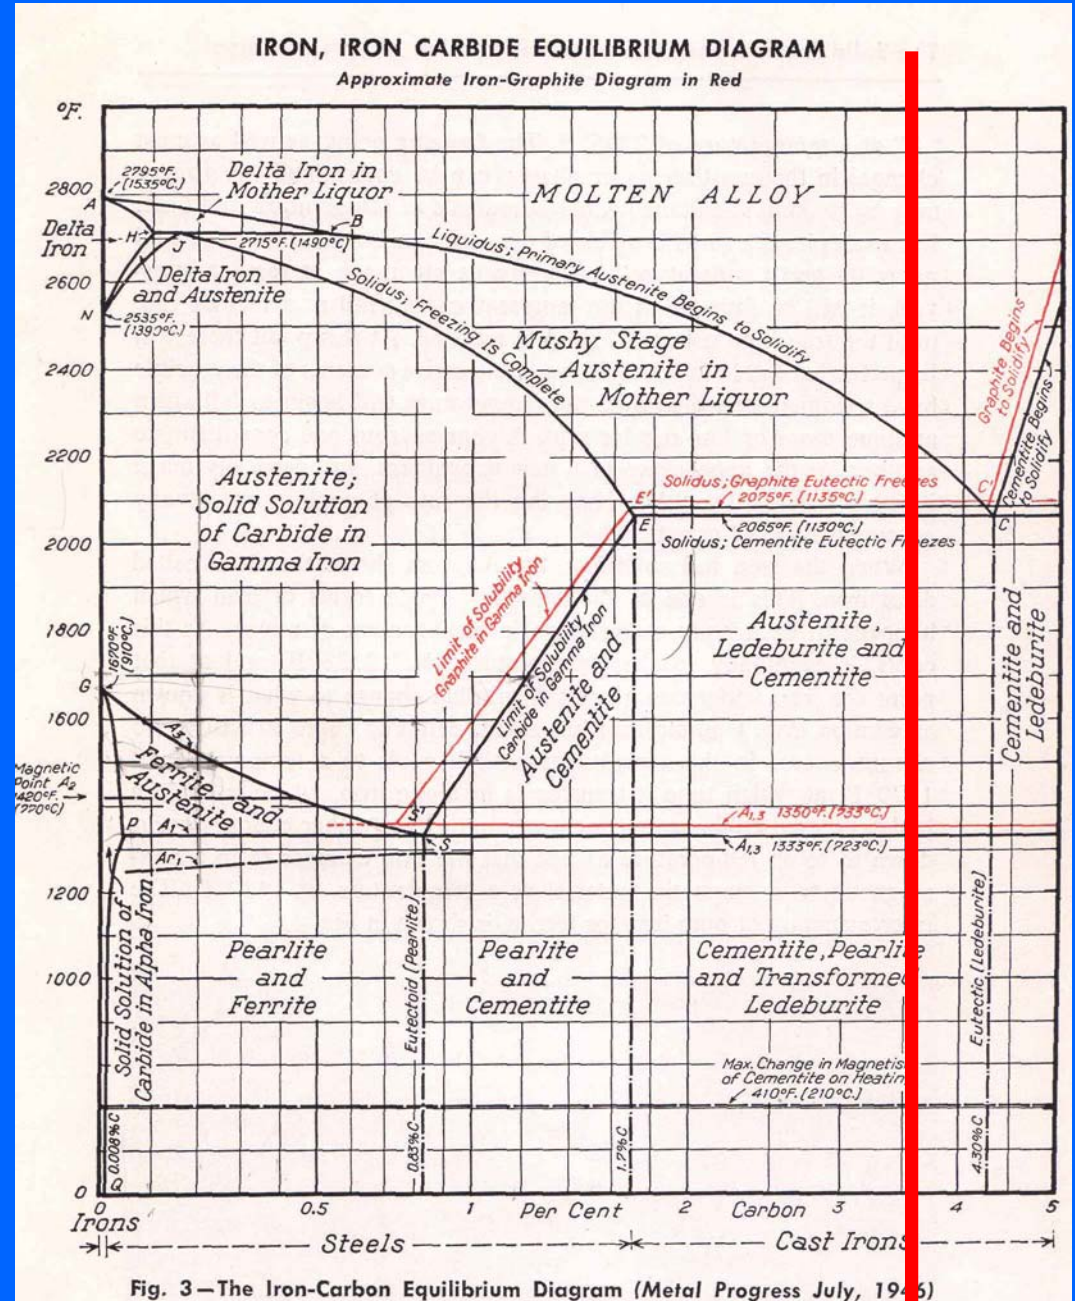 IRON, IRON CARBIDE EQUILIBRIUM DIAGRAM
Approximate Iron-Graphite Diagram in Red
°F.
2800
2600
2400
2200
2000
1800
1600
1200
1000
0
A
Delta
Iron
N
G
2795°F.
(1535°C.)
H
J
B
2715°F.(1490°C)
2535°F.
(1390°C.)
Delta Iron in
Mother Liquor
MOLTEN ALLOY
Delta Iron
and Austenite
Liquidus; Primary Austenite Begins to Solidify
Solidus; Freezing Is Complete
Mushy Stage
Austenite in
Mother Liquor
Graphite Begins
to Solidify
Cementite Begins
to Solidify
Austenite;
Solid Solution
of Carbide in
Gamma Iron
Solidus; Graphite Eutectic Freezes
2075°F. (1135°C.)
E'
C'
E
C
2065°F. (1130°C.)
Solidus; Cementite Eutectic Freezes
Limit of Solubility
Graphite in Gamma Iron
Limit of Solubility
Carbide in Gamma Iron
Austenite and
Cementite
Austenite,
Ledeburite and
Cementite
Cementite and
Ledeburite
1670°F.
(910°C.)
A3
Ferrite and
Austenite
Magnetic
Point A2
1420°F.
(770°C)
P
A1
Ar1
S'
S
A1,3 1350°F. (733°C.)
A1,3 1333°F. (723°C.)
Solid Solution of
Carbide in Alpha Iron
Pearlite
and
Ferrite
Eutectoid (Pearlite)
Pearlite
and
Cementite
Cementite, Pearlite
and Transformed
Ledeburite
Eutectic (Ledeburite)
Max. Change in Magnetis
of Cementite on Heatin
410°F. (210°C.)
0.008%C
Q
0.83%C
1.7%C
4.30%C
0 0.5 1 Per Cent 2 Carbon 3 4 5
Irons
Steels
Cast Irons
Fig. 3—The Iron-Carbon Equilibrium Diagram (Metal Progress July, 1946)